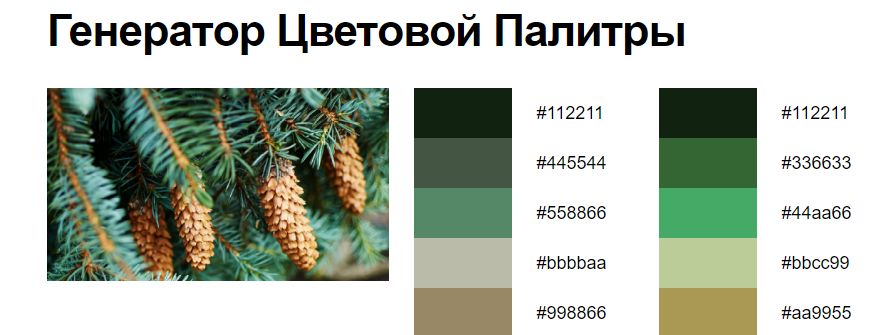 Генератор Цветовой Палитры
#112211 #112211
#445544 #336633
#558866 #44aa66
#bbbbaa #bbcc99
#998866 #aa9955